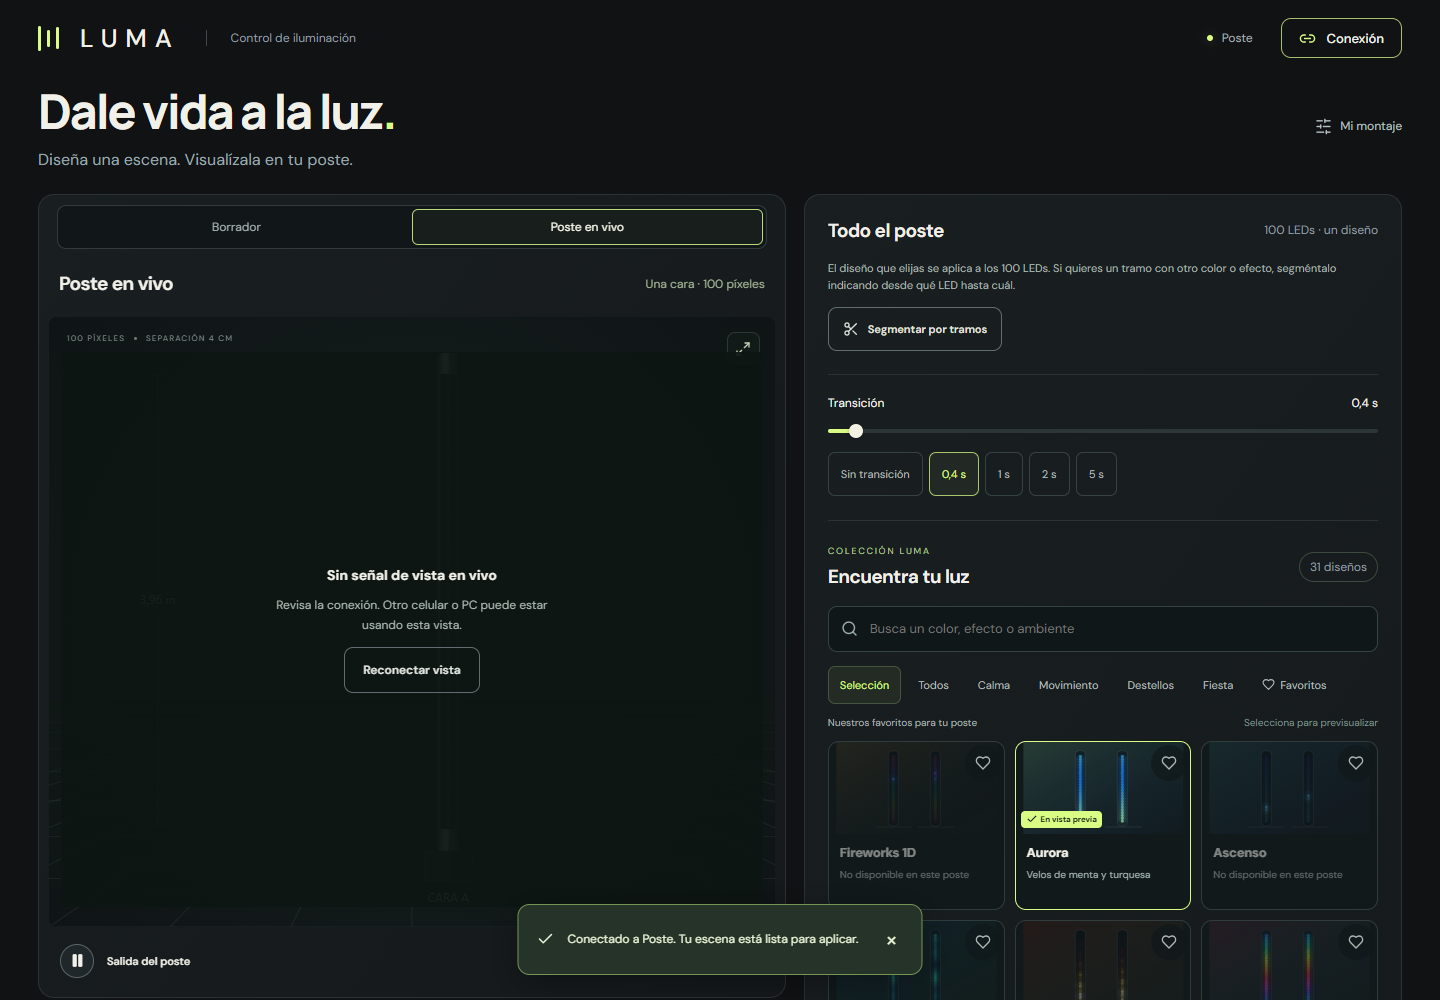 LUMA
Control de iluminación
Poste
Conexión
Dale vida a la luz.
Diseña una escena. Visualízala en tu poste.
Mi montaje
Borrador
Poste en vivo
Poste en vivo
Una cara · 100 píxeles
100 PÍXELES • SEPARACIÓN 4 CM
3,96 m
Sin señal de vista en vivo
Revisa la conexión. Otro celular o PC puede estar
usando esta vista.
Reconectar vista
CARA A
Salida del poste
Todo el poste
100 LEDs · un diseño
El diseño que elijas se aplica a los 100 LEDs. Si quieres un tramo con otro color o efecto, segméntalo
indicando desde qué LED hasta cuál.
Segmentar por tramos
Transición
0,4 s
Sin transición
0,4 s
1 s
2 s
5 s
COLECCIÓN LUMA
Encuentra tu luz
31 diseños
Busca un color, efecto o ambiente
Selección
Todos
Calma
Movimiento
Destellos
Fiesta
Favoritos
Nuestros favoritos para tu poste
Selecciona para previsualizar
Fireworks 1D
No disponible en este poste
En vista previa
Aurora
Velos de menta y turquesa
Ascenso
No disponible en este poste
Conectado a Poste. Tu escena está lista para aplicar.